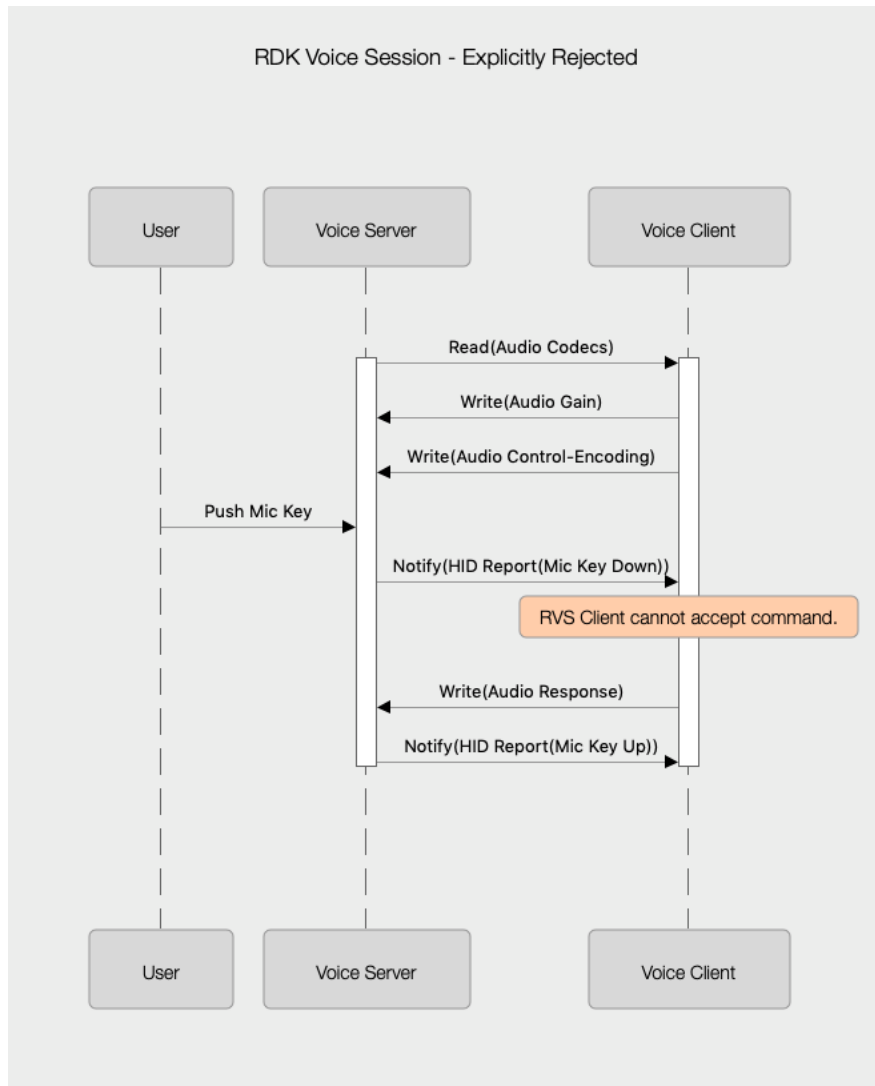 RDK Voice Session - Explicitly Rejected
User
Voice Server
Voice Client
Read(Audio Codecs)
Write(Audio Gain)
Write(Audio Control-Encoding)
Push Mic Key
Notify(HID Report(Mic Key Down))
RVS Client cannot accept command.
Write(Audio Response)
Notify(HID Report(Mic Key Up))
User
Voice Server
Voice Client